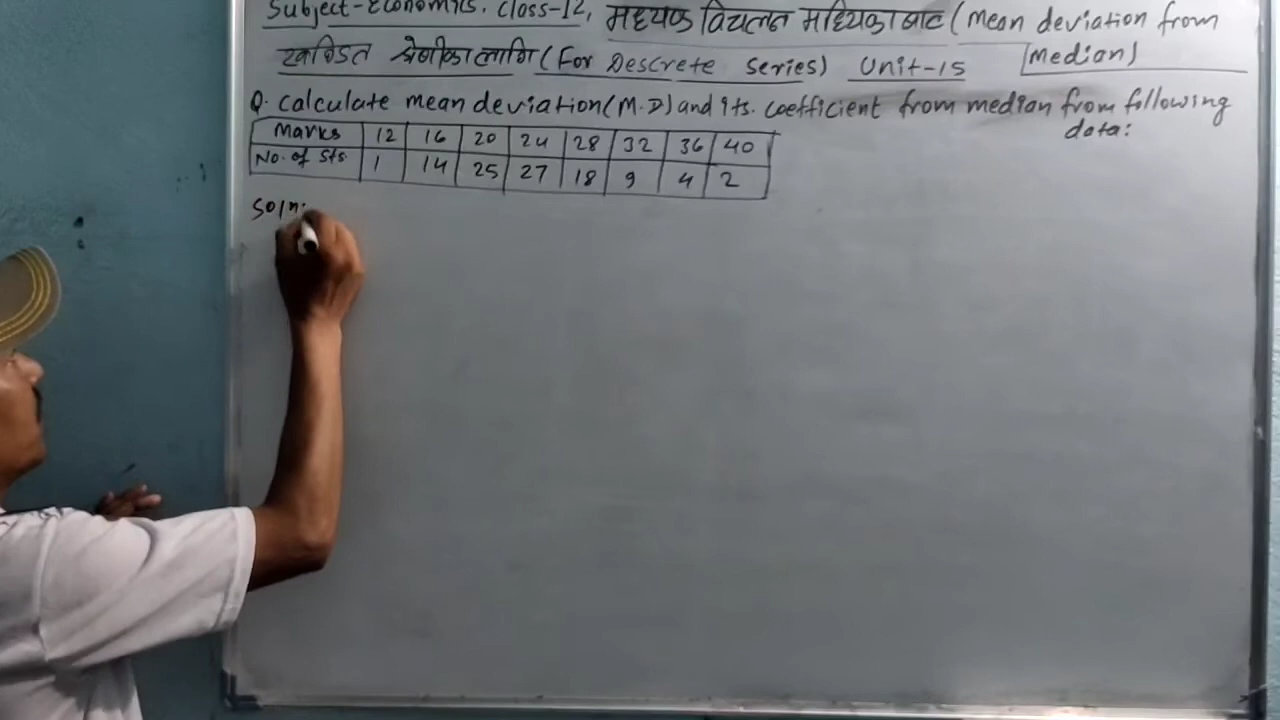 Subject-Economics. Class-12, मध्यक विचलन मध्यिकाबाट (Mean deviation from
खण्डित श्रेणीका लागि (For Descrete series) Unit-15 Median)
Q. Calculate mean deviation (M.D) and its. coefficient from median from following
data:
Marks 12 16 20 24 28 32 36 40
No. of Sts 1 14 25 27 18 9 4 2
Soln: